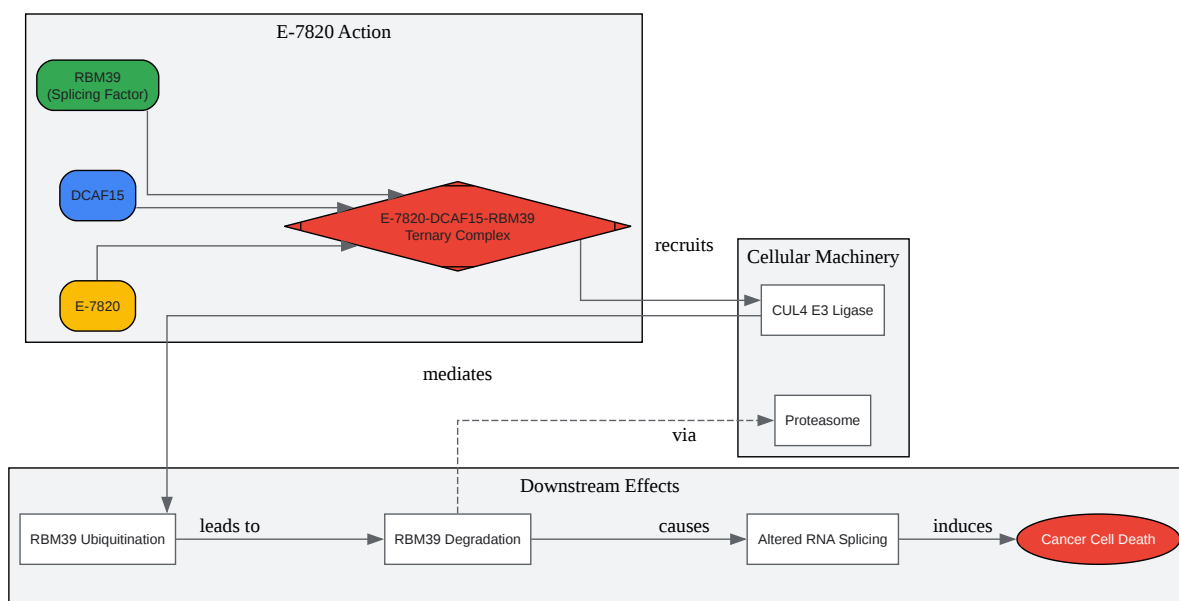 E-7820 Action
RBM39
(Splicing Factor)
DCAF15
E-7820-DCAF15-RBM39
Ternary Complex
E-7820
recruits
Cellular Machinery
CUL4 E3 Ligase
mediates
Proteasome
via
Downstream Effects
RBM39 Ubiquitination
leads to
RBM39 Degradation
causes
Altered RNA Splicing
induces
Cancer Cell Death